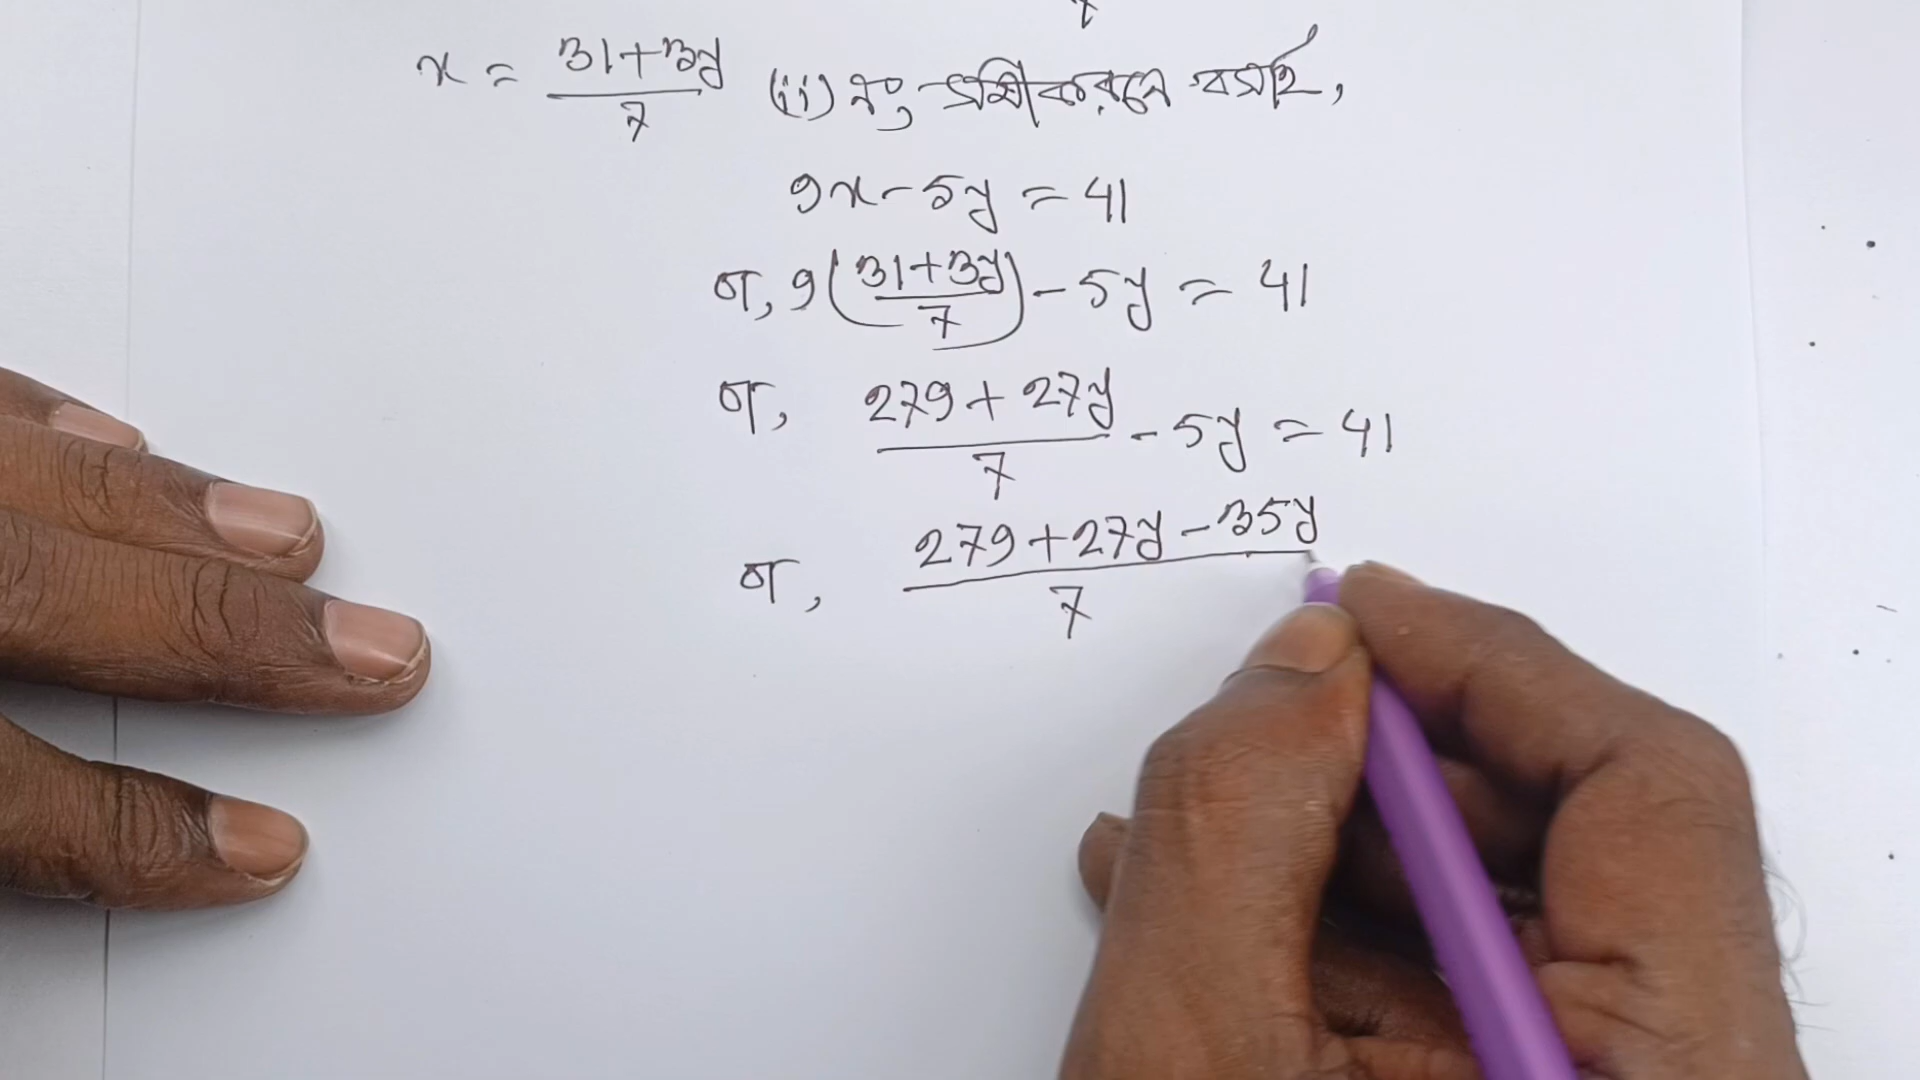 x = 31+3y/7 (ii) নং সমীকরনে বসাই,
9x - 5y = 41
বা, 9(31+3y/7) - 5y = 41
বা, 279 + 27y/7 - 5y = 41
বা, 279 + 27y - 35y/7